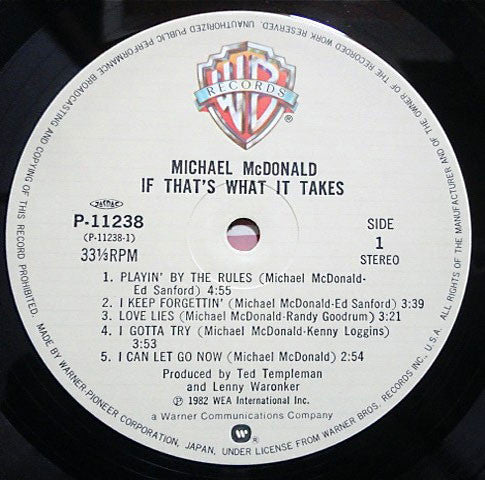 WB
RECORDS
®
MICHAEL McDONALD
IF THAT'S WHAT IT TAKES
JASRAC
P-11238
(P-11238-1)
33⅓RPM
SIDE
1
STEREO
1. PLAYIN' BY THE RULES (Michael McDonald-
Ed Sanford) 4:55
2. I KEEP FORGETTIN' (Michael McDonald-Ed Sanford) 3:39
3. LOVE LIES (Michael McDonald-Randy Goodrum) 3:21
4. I GOTTA TRY (Michael McDonald-Kenny Loggins)
3:53
5. I CAN LET GO NOW (Michael McDonald) 2:54
Produced by Ted Templeman
and Lenny Waronker
℗ 1982 WEA International Inc.
a Warner Communications Company
®
MADE BY WARNER-PIONEER CORPORATION, JAPAN, UNDER LICENSE FROM WARNER BROS. RECORDS INC., U.S.A. ALL RIGHTS OF THE MANUFACTURER AND OF THE OWNER OF THE RECORDED WORK RESERVED. UNAUTHORIZED PUBLIC PERFORMANCE BROADCASTING AND COPYING OF THIS RECORD PROHIBITED.